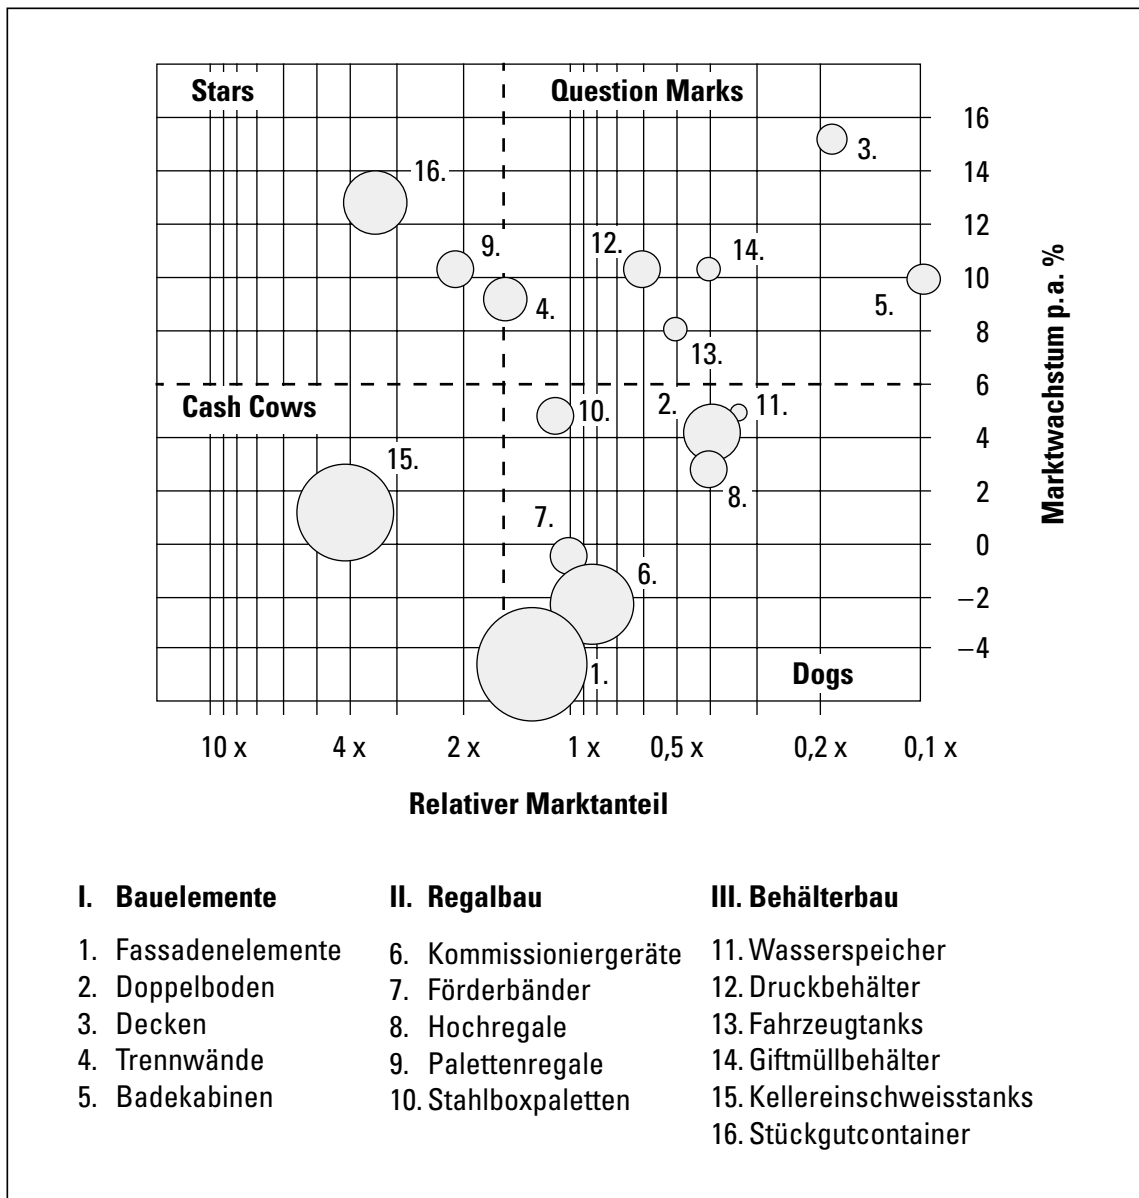 Stars
Question Marks
16
3.
14
16.
12
12.
9.
14.
10
5.
4.
8
13.
6
Cash Cows
2.
10.
11.
4
15.
8.
2
7.
0
6.
–2
–4
1.
Dogs
Marktwachstum p.a. %
10 x 4 x 2 x 1 x 0,5 x 0,2 x 0,1 x
Relativer Marktanteil
I. Bauelemente
1. Fassadenelemente
2. Doppelboden
3. Decken
4. Trennwände
5. Badekabinen
II. Regalbau
6. Kommissioniergeräte
7. Förderbänder
8. Hochregale
9. Palettenregale
10. Stahlboxpaletten
III. Behälterbau
11. Wasserspeicher
12. Druckbehälter
13. Fahrzeugtanks
14. Giftmüllbehälter
15. Kellereinschweisstanks
16. Stückgutcontainer